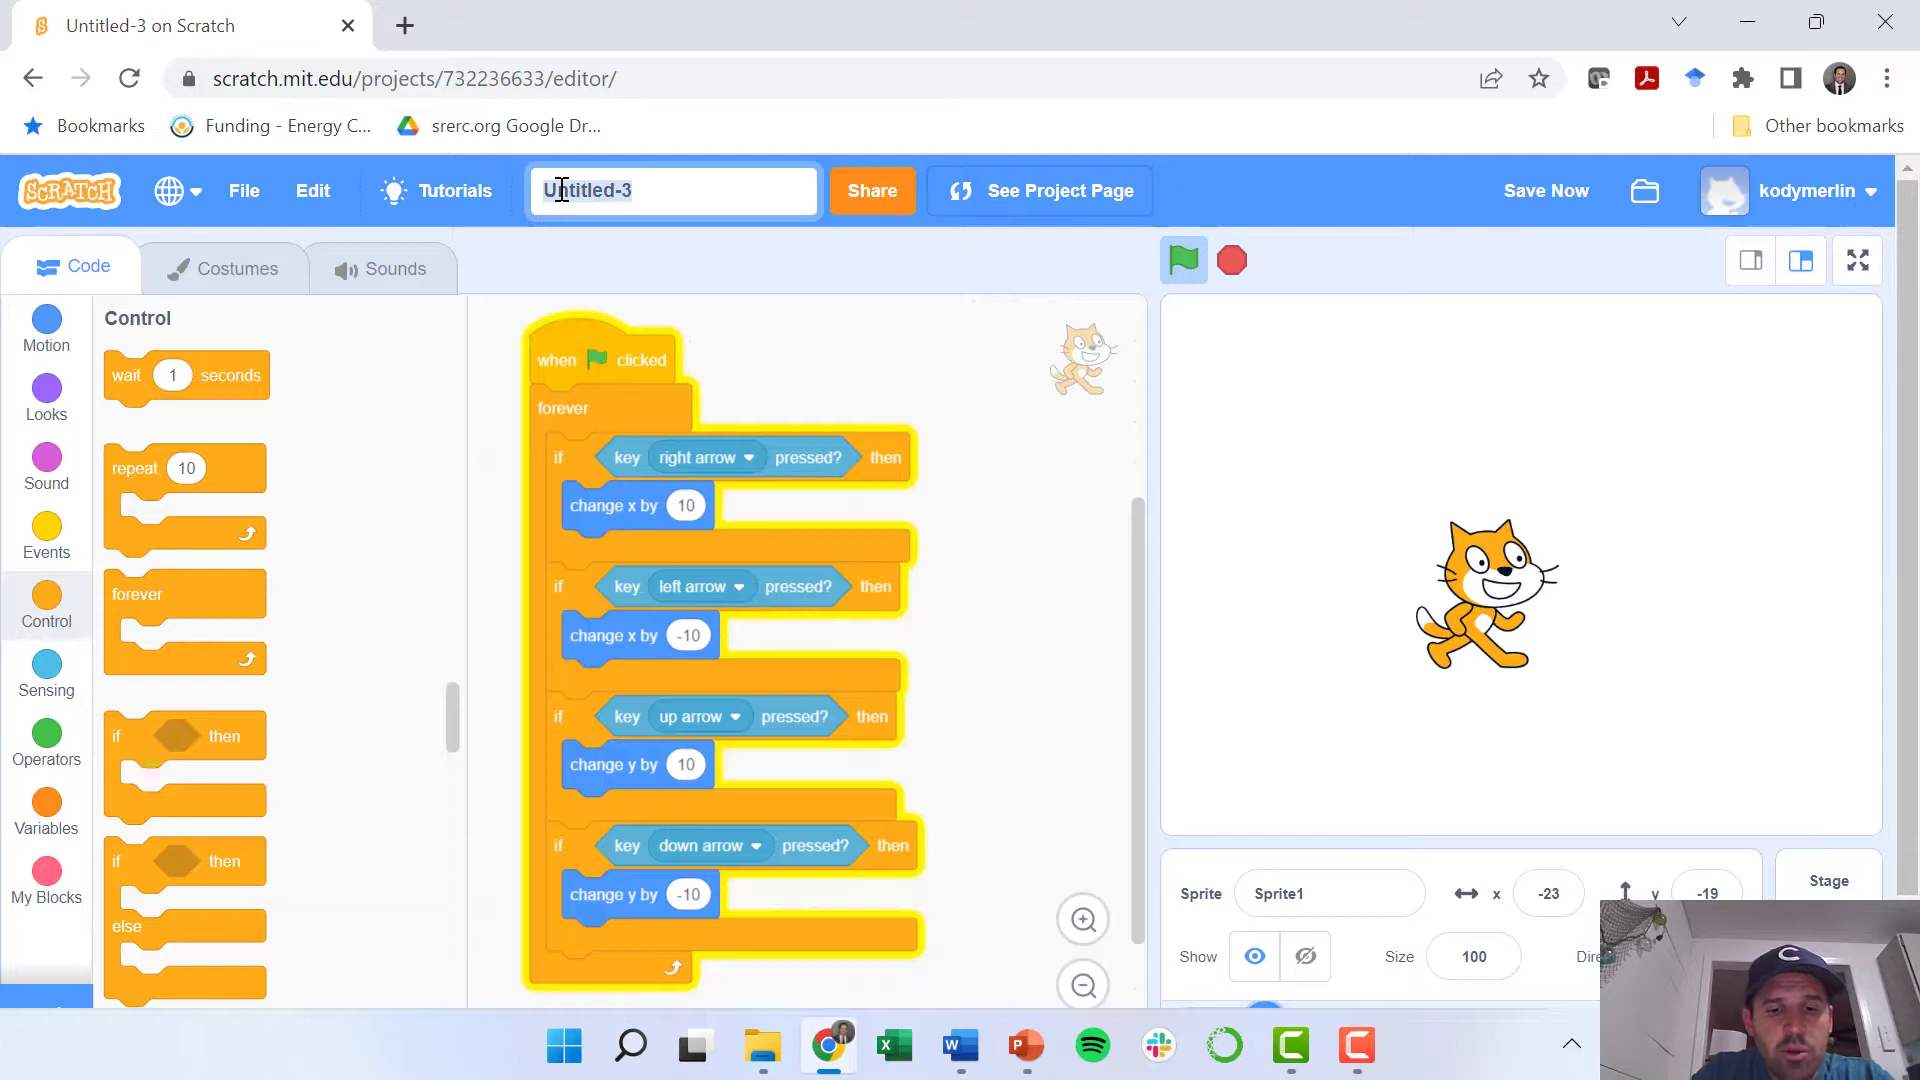 Untitled-3 on Scratch
scratch.mit.edu/projects/732236633/editor/
Bookmarks
Funding - Energy C...
srerc.org Google Dr...
Other bookmarks
SCRATCH
File
Edit
Tutorials
Untitled-3
Share
See Project Page
Save Now
kodymerlin
Code
Costumes
Sounds
Motion
Looks
Sound
Events
Control
Sensing
Operators
Variables
My Blocks
Control
wait 1 seconds
repeat 10
forever
if then
if then
else
when clicked
forever
if key right arrow pressed? then
change x by 10
if key left arrow pressed? then
change x by -10
if key up arrow pressed? then
change y by 10
if key down arrow pressed? then
change y by -10
Sprite Sprite1 x -23 y -19
Show Size 100
Stage
C